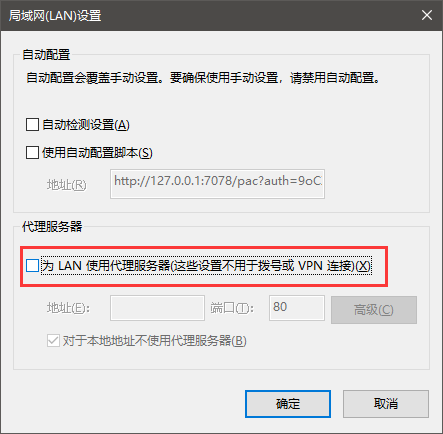 局域网(LAN)设置
自动配置
自动配置会覆盖手动设置。要确保使用手动设置，请禁用自动配置。
自动检测设置(A)
使用自动配置脚本(S)
地址(R) http://127.0.0.1:7078/pac?auth=9oC
代理服务器
为 LAN 使用代理服务器(这些设置不用于拨号或 VPN 连接)(X)
地址(E): 端口(T): 80 高级(C)
对于本地地址不使用代理服务器(B)
确定 取消